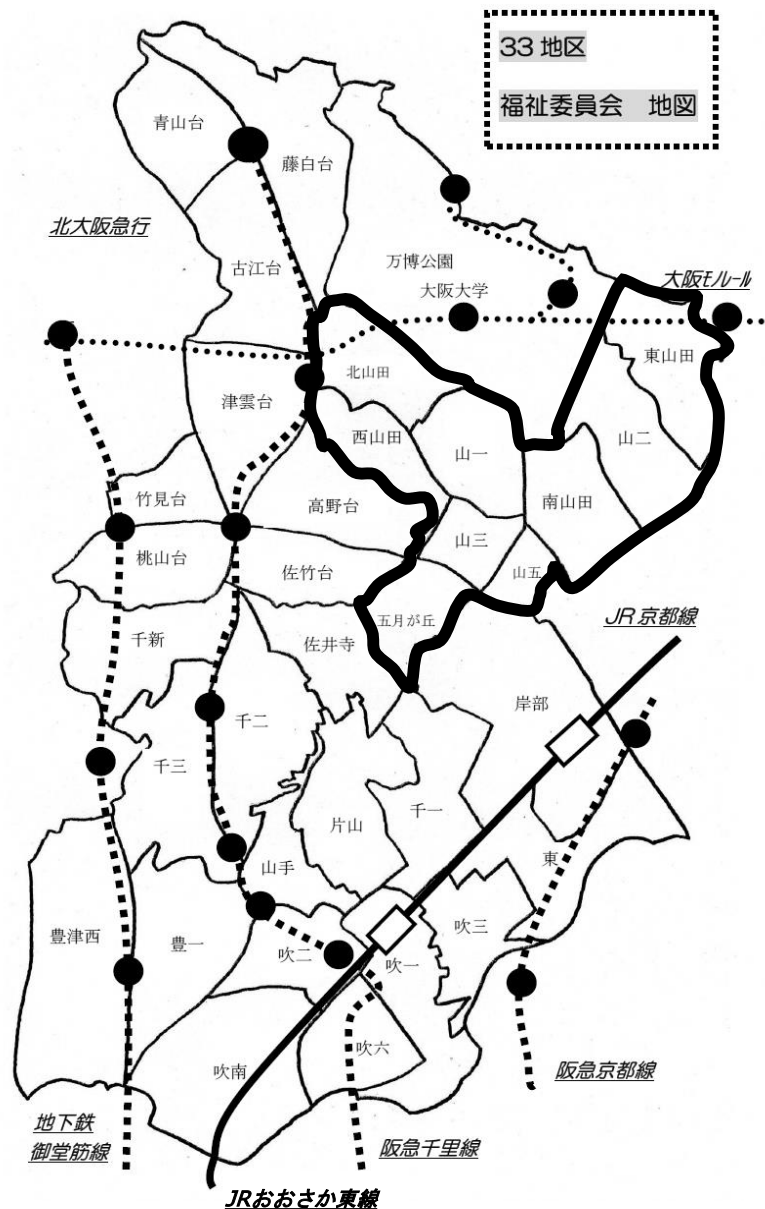 33 地区
福祉委員会　地図
青山台
藤白台
北大阪急行
古江台
万博公園
大阪大学
大阪ﾓﾉﾚｰﾙ
東山田
北山田
津雲台
西山田
山一
山二
竹見台
高野台
南山田
桃山台
佐竹台
山三
山五
五月が丘
千新
佐井寺
JR 京都線
岸部
千二
千三
片山
千一
山手
東
豊津西
豊一
吹二
吹一
吹三
吹南
吹六
阪急京都線
地下鉄
御堂筋線
阪急千里線
JRおおさか東線